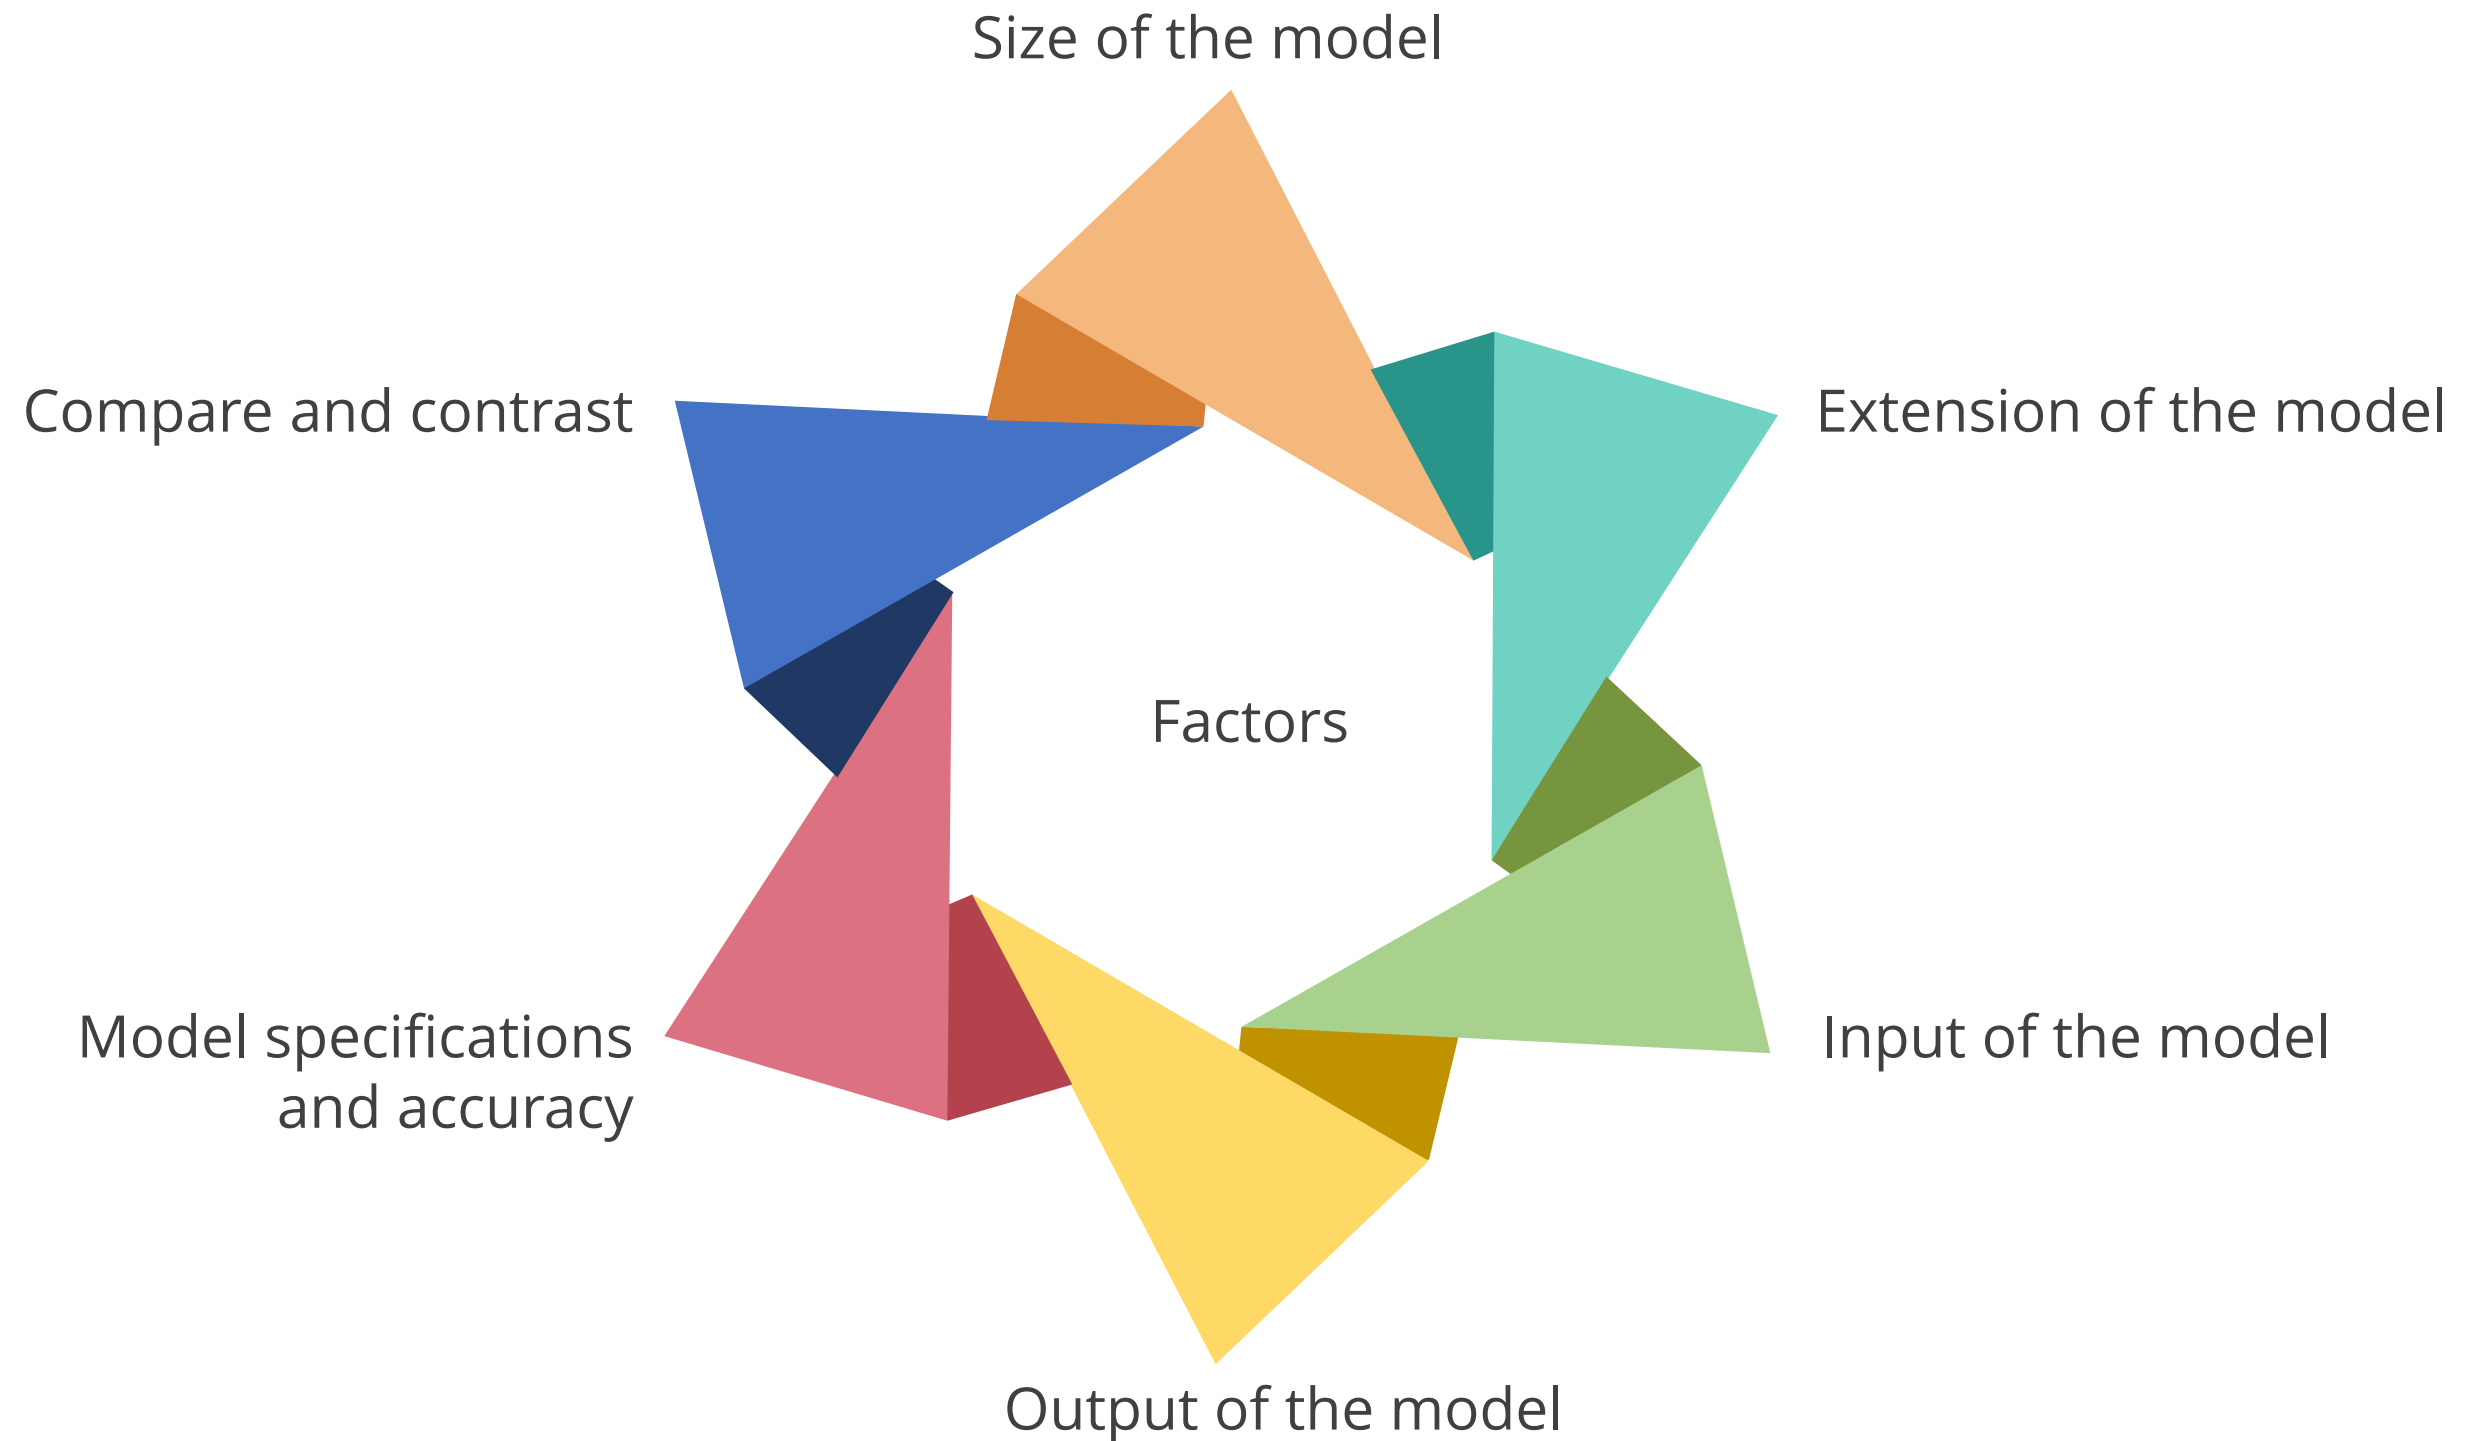 Size of the model
Compare and contrast
Extension of the model
Factors
Model specifications
and accuracy
Input of the model
Output of the model